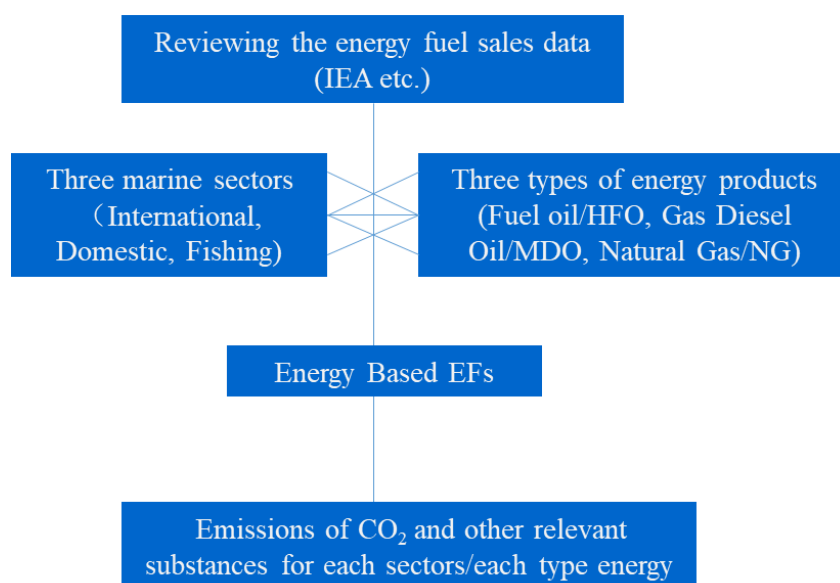 Reviewing the energy fuel sales data
(IEA etc.)
Three marine sectors
（International,
Domestic, Fishing)
Three types of energy products
(Fuel oil/HFO, Gas Diesel
Oil/MDO, Natural Gas/NG)
Energy Based EFs
Emissions of CO₂ and other relevant
substances for each sectors/each type energy